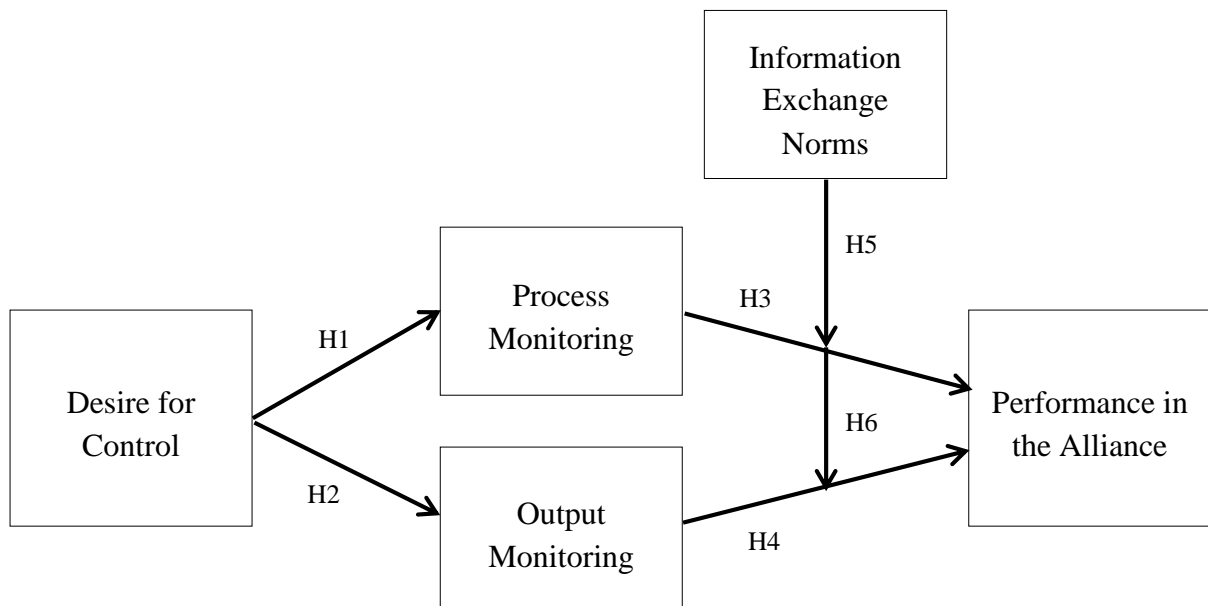 Information
Exchange
Norms
H5
Process
Monitoring
H3
H1
Desire for
Control
Performance in
the Alliance
H6
H2
Output
Monitoring
H4